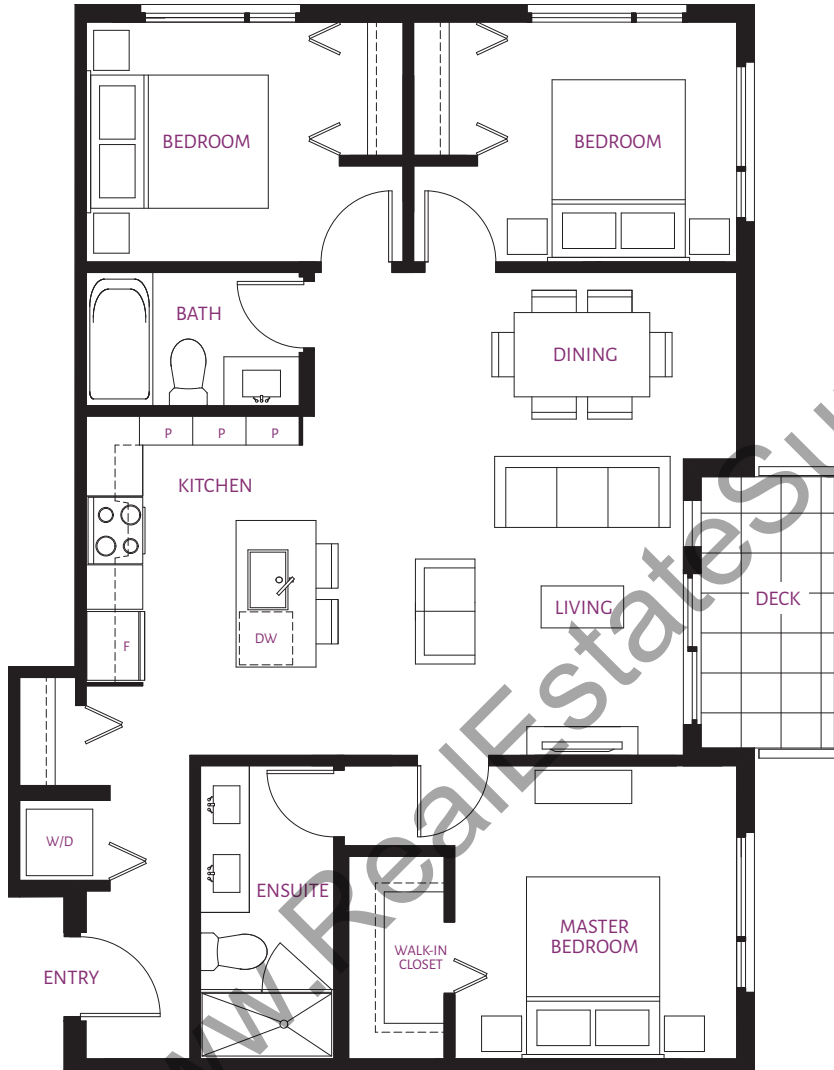 BEDROOM
BEDROOM
BATH
DINING
P P P
KITCHEN
LIVING
DECK
F
DW
W/D
ENSUITE
MASTER
BEDROOM
WALK-IN
CLOSET
ENTRY